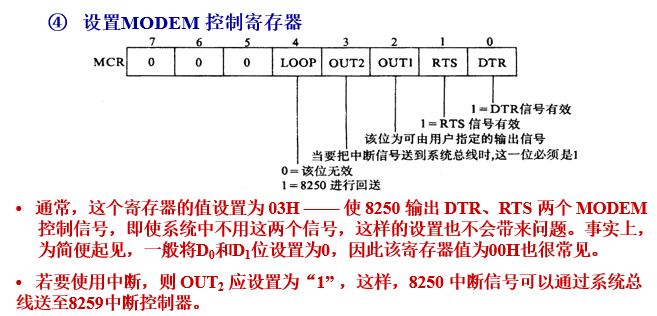 ④ 设置MODEM 控制寄存器
7 6 5 4 3 2 1 0
MCR 0 0 0 LOOP OUT2 OUT1 RTS DTR
1=DTR信号有效
1=RTS 信号有效
该位为可由用户指定的输出信号
当要把中断信号送到系统总线时,这一位必须是1
0=该位无效
1=8250 进行回送
• 通常，这个寄存器的值设置为 03H —— 使 8250 输出 DTR、RTS 两个 MODEM
控制信号，即使系统中不用这两个信号，这样的设置也不会带来问题。事实上，
为简便起见，一般将D₀和D₁位设置为0，因此该寄存器值为00H也很常见。
• 若要使用中断，则 OUT₂ 应设置为“1”，这样，8250 中断信号可以通过系统总
线送至8259中断控制器。